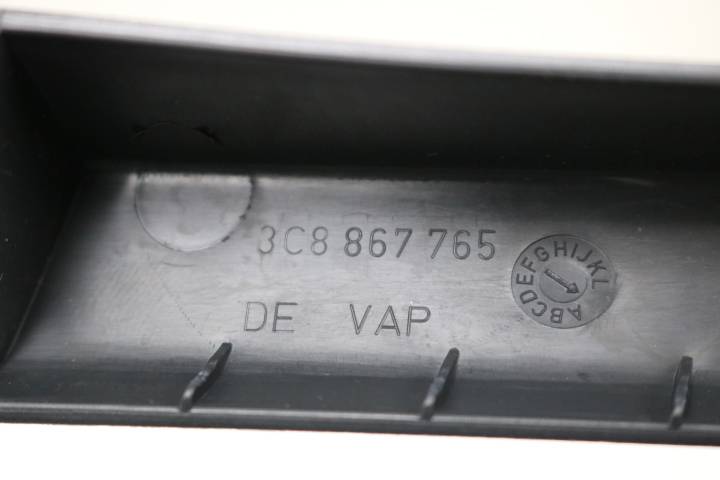 3C8 867 765
ABCDEFGHIJKL
DE VAP